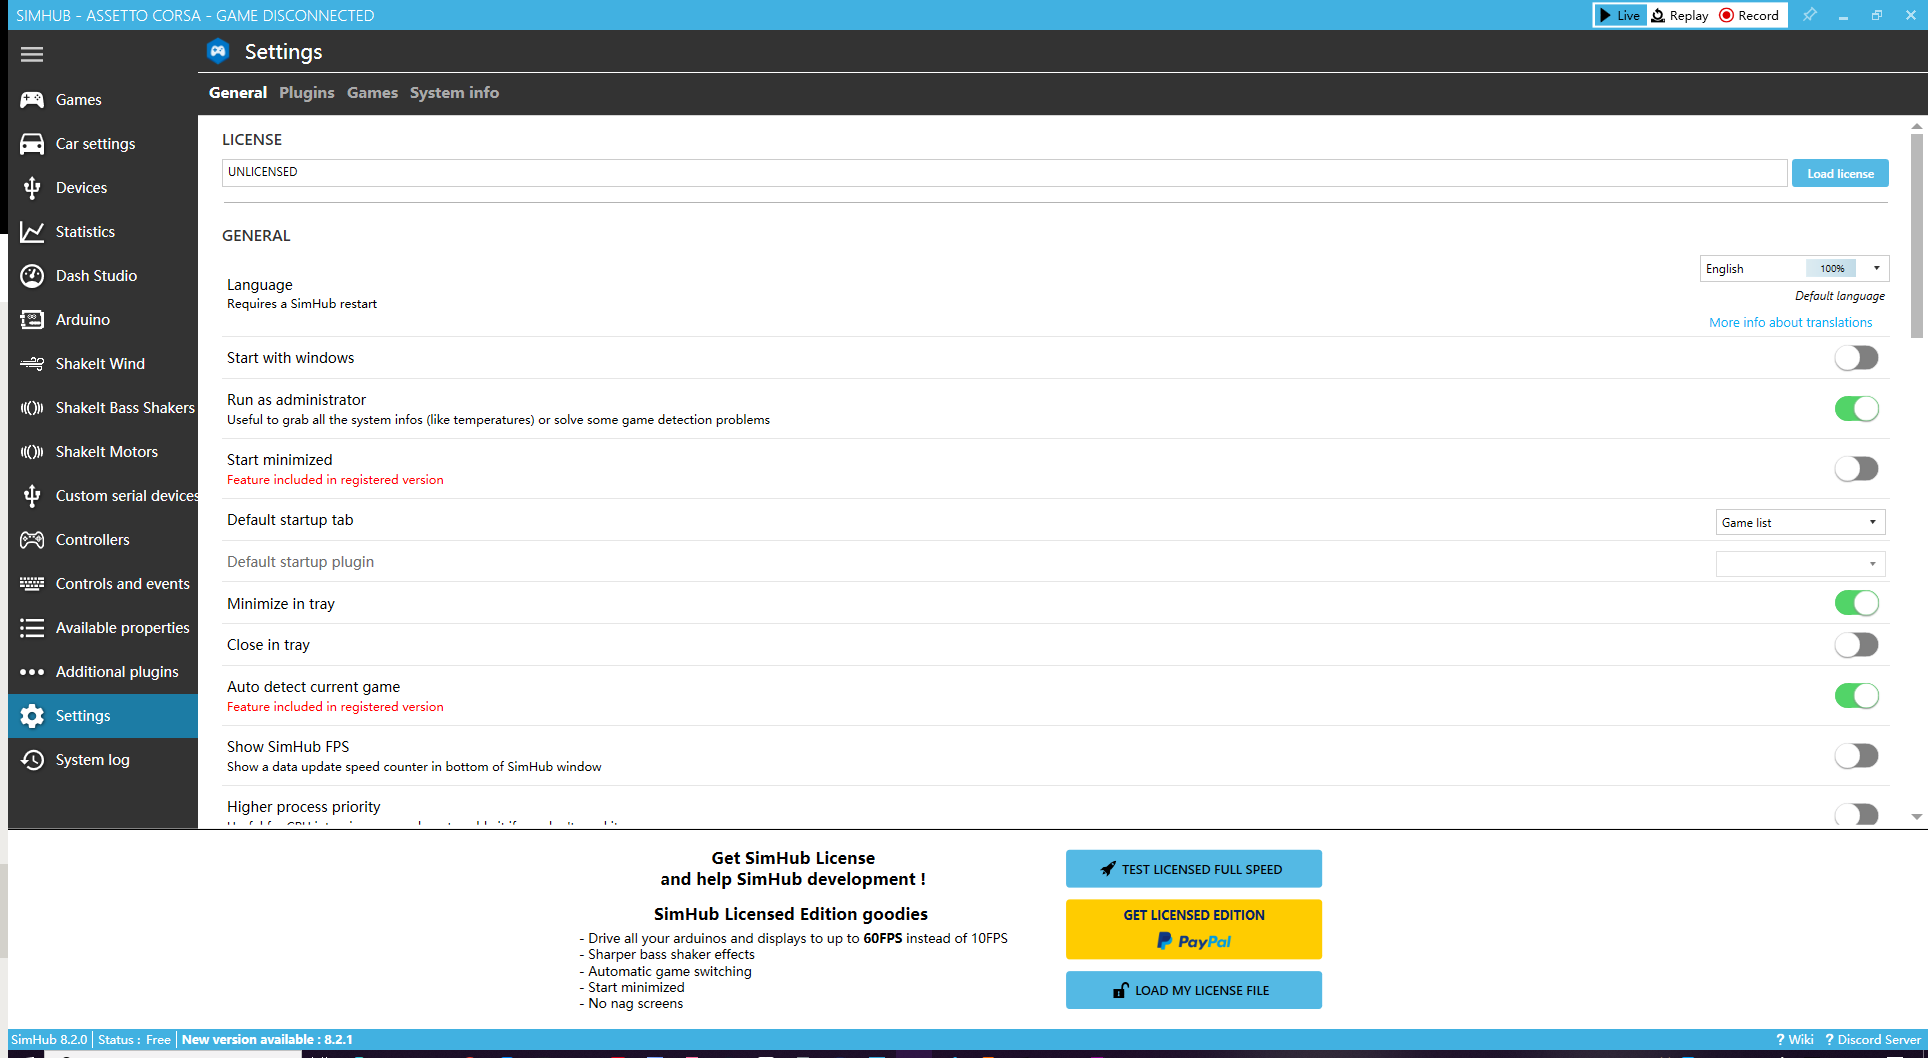 SIMHUB - ASSETTO CORSA - GAME DISCONNECTED
Live Replay Record
Settings
General Plugins Games System info
Games
Car settings
Devices
Statistics
Dash Studio
Arduino
ShakeIt Wind
ShakeIt Bass Shakers
ShakeIt Motors
Custom serial devices
Controllers
Controls and events
Available properties
Additional plugins
Settings
System log
LICENSE
UNLICENSED
Load license
GENERAL
Language
Requires a SimHub restart
English 100%
Default language
More info about translations
Start with windows
Run as administrator
Useful to grab all the system infos (like temperatures) or solve some game detection problems
Start minimized
Feature included in registered version
Default startup tab
Game list
Default startup plugin
Minimize in tray
Close in tray
Auto detect current game
Feature included in registered version
Show SimHub FPS
Show a data update speed counter in bottom of SimHub window
Higher process priority
Get SimHub License
and help SimHub development !
SimHub Licensed Edition goodies
- Drive all your arduinos and displays to up to 60FPS instead of 10FPS
- Sharper bass shaker effects
- Automatic game switching
- Start minimized
- No nag screens
TEST LICENSED FULL SPEED
GET LICENSED EDITION
PayPal
LOAD MY LICENSE FILE
SimHub 8.2.0 Status : Free New version available : 8.2.1
? Wiki ? Discord Server